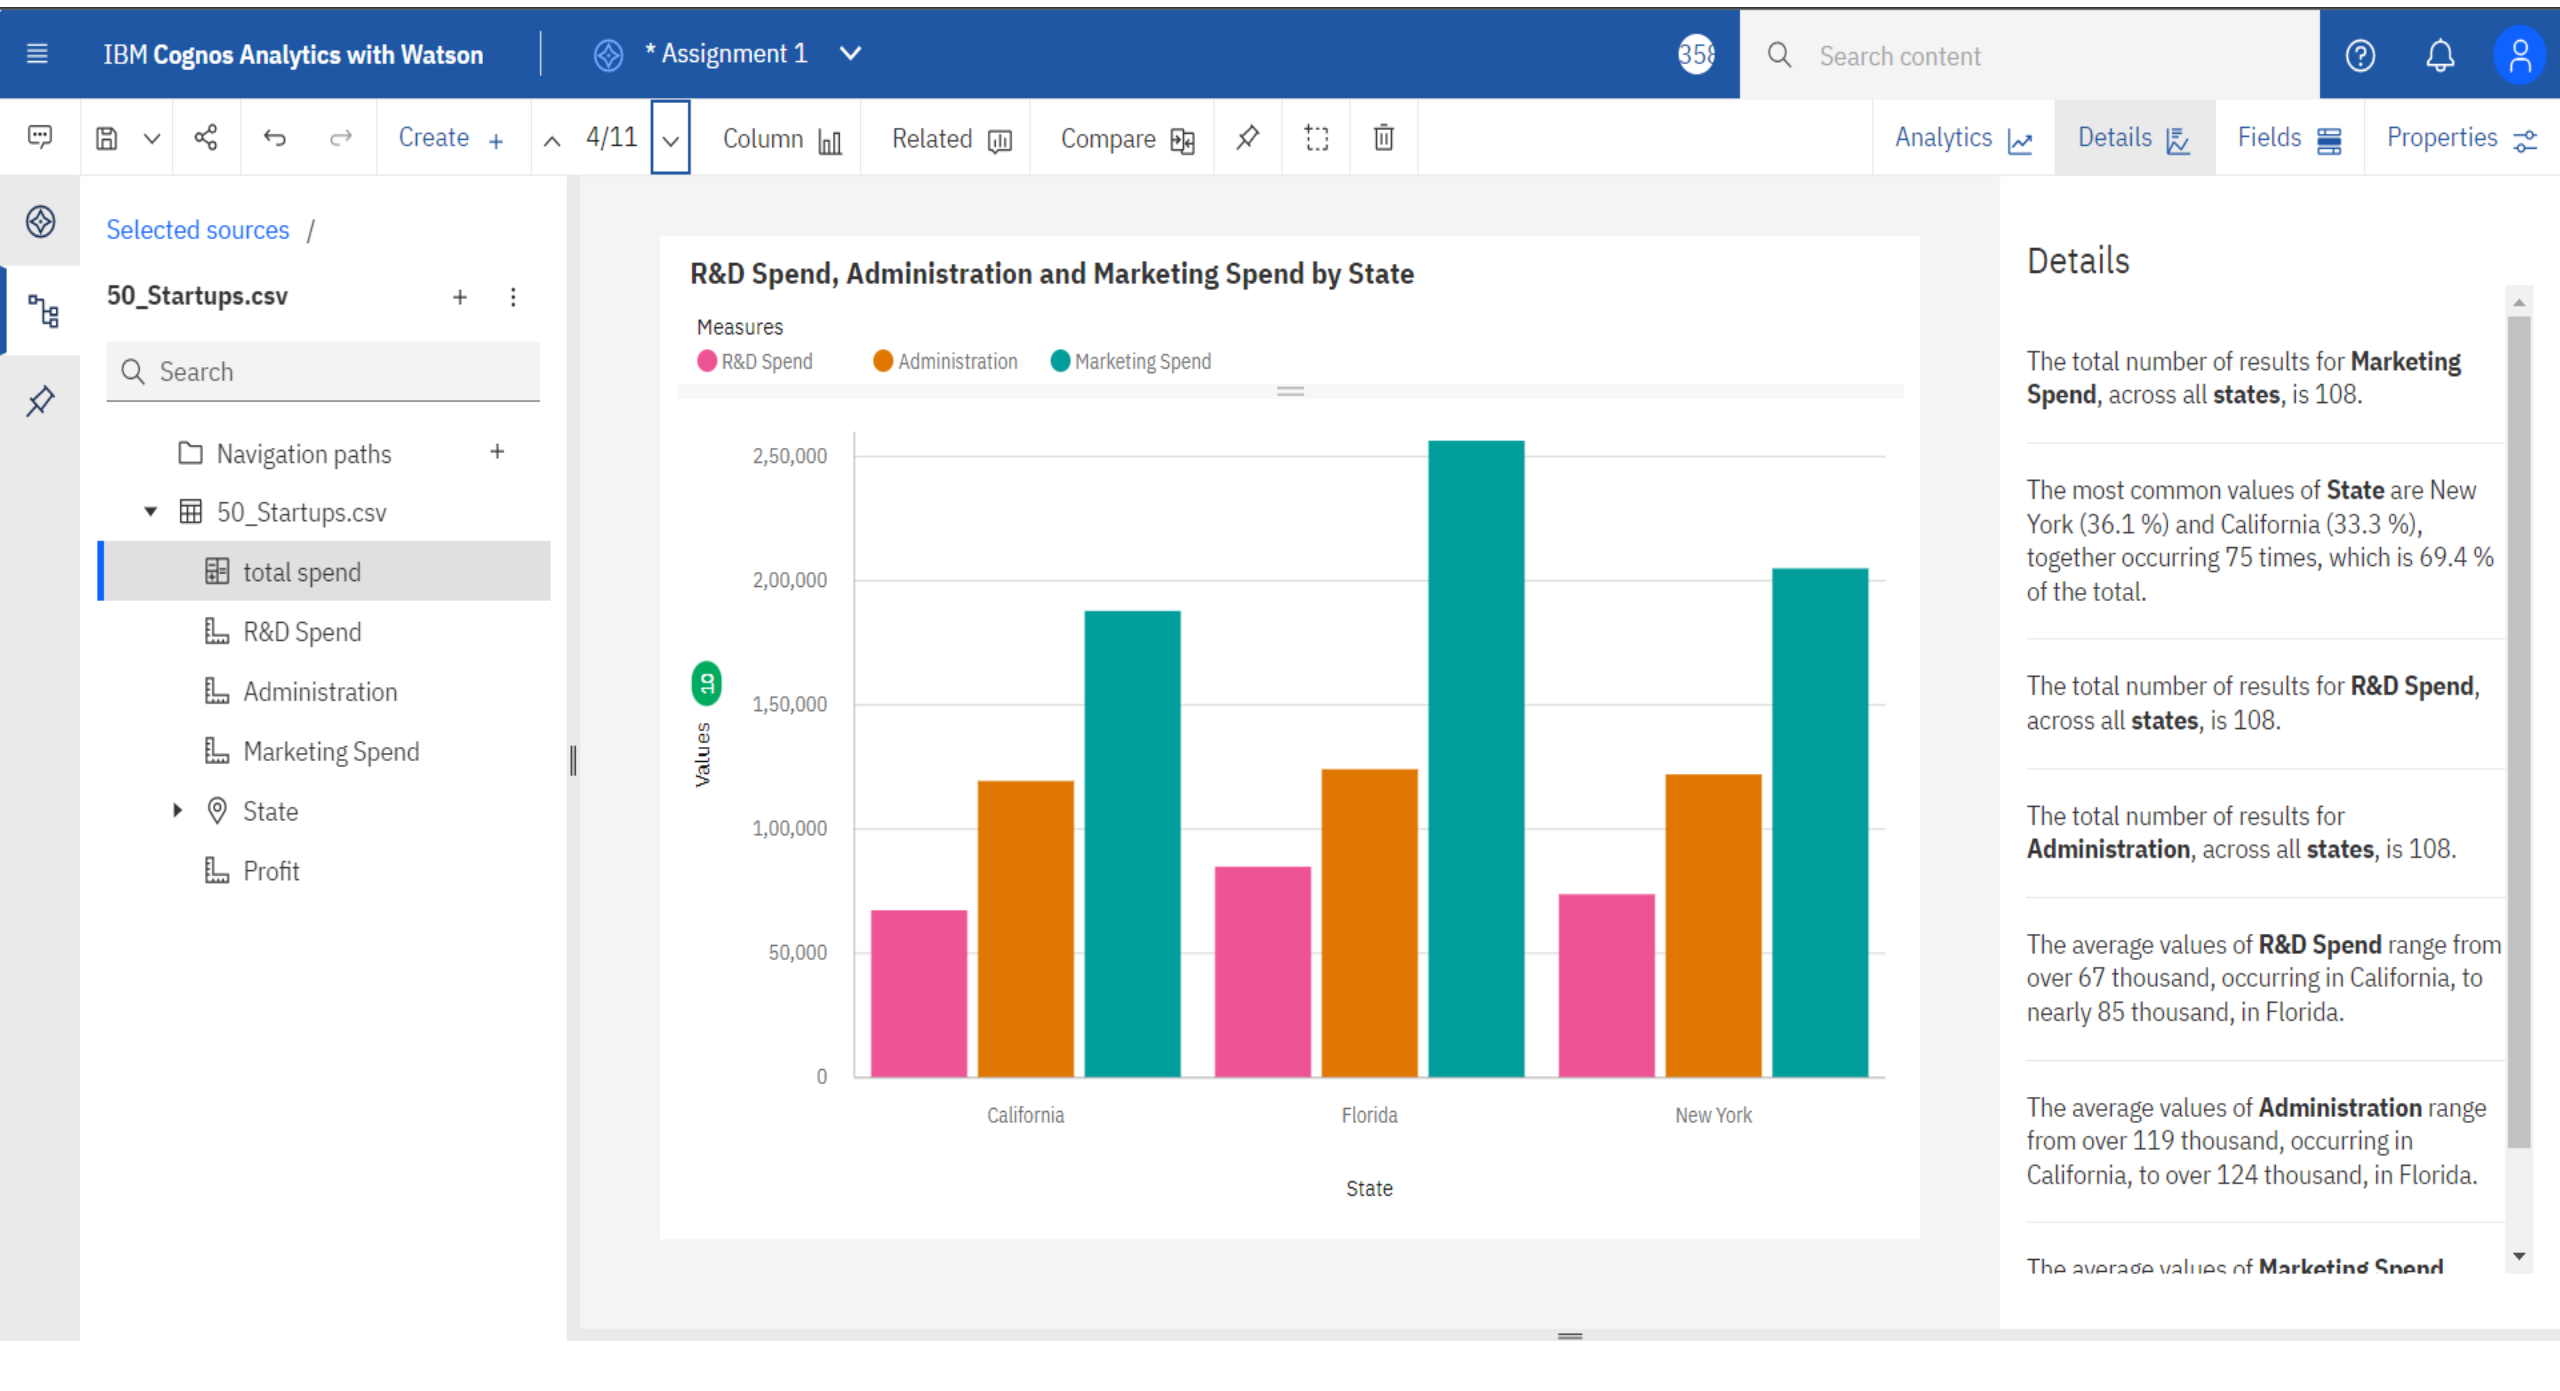 IBM Cognos Analytics with Watson
* Assignment 1
358
Search content
Create +
4/11
Column
Related
Compare
Analytics
Details
Fields
Properties
Selected sources /
50_Startups.csv
Search
Navigation paths
50_Startups.csv
total spend
R&D Spend
Administration
Marketing Spend
State
Profit
R&D Spend, Administration and Marketing Spend by State
Measures
R&D Spend Administration Marketing Spend
2,50,000
2,00,000
1,50,000
1,00,000
50,000
0
Values
19
California Florida New York
State
Details
The total number of results for Marketing
Spend, across all states, is 108.
The most common values of State are New
York (36.1 %) and California (33.3 %),
together occurring 75 times, which is 69.4 %
of the total.
The total number of results for R&D Spend,
across all states, is 108.
The total number of results for
Administration, across all states, is 108.
The average values of R&D Spend range from
over 67 thousand, occurring in California, to
nearly 85 thousand, in Florida.
The average values of Administration range
from over 119 thousand, occurring in
California, to over 124 thousand, in Florida.
The average values of Marketing Spend